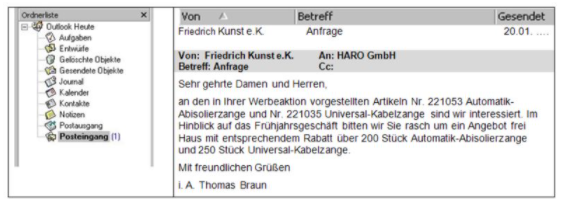 Ordnerliste ×
Outlook Heute
Aufgaben
Entwürfe
Gelöschte Objekte
Gesendete Objekte
Journal
Kalender
Kontakte
Notizen
Postausgang
Posteingang (1)
Von Betreff Gesendet
Friedrich Kunst e.K. Anfrage 20.01. ....
Von: Friedrich Kunst e.K. An: HARO GmbH
Betreff: Anfrage Cc:
Sehr gehrte Damen und Herren,
an den in Ihrer Werbeaktion vorgestellten Artikeln Nr. 221053 Automatik-
Abisolierzange und Nr. 221035 Universal-Kabelzange sind wir interessiert. Im
Hinblick auf das Frühjahrsgeschäft bitten wir Sie rasch um ein Angebot frei
Haus mit entsprechendem Rabatt über 200 Stück Automatik-Abisolierzange
und 250 Stück Universal-Kabelzange.
Mit freundlichen Grüßen
i. A. Thomas Braun